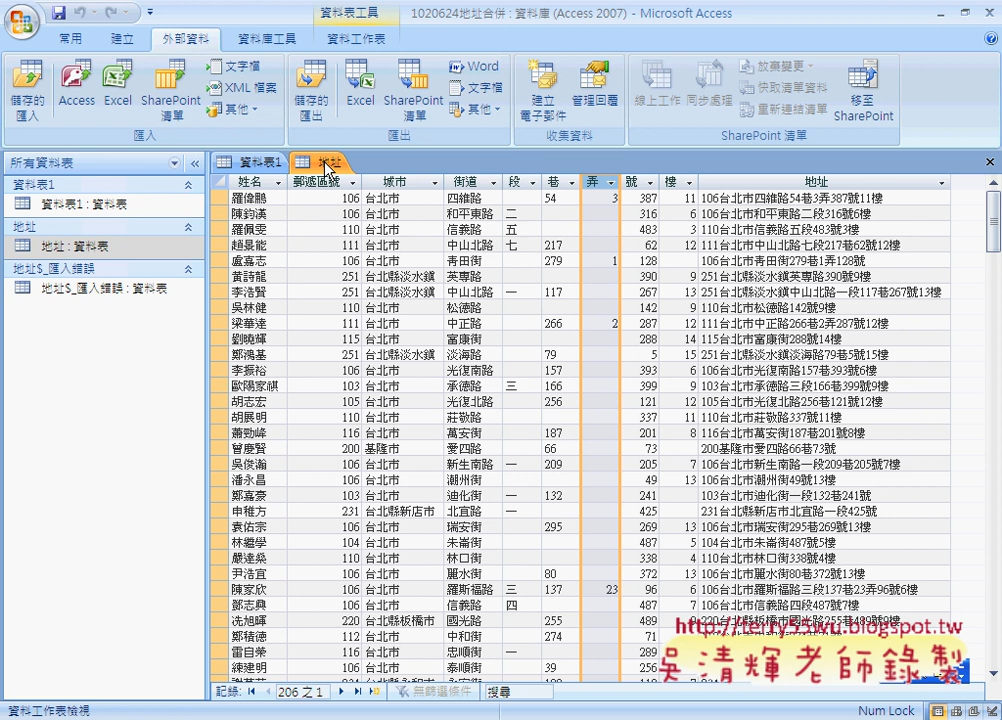 資料表工具
1020624地址合併 : 資料庫 (Access 2007) - Microsoft Access
常用 建立 外部資料 資料庫工具 資料工作表
儲存的匯入 Access Excel SharePoint 清單 文字檔 XML 檔案 其他
儲存的匯出 Excel SharePoint 清單 Word 文字檔 其他
建立電子郵件 管理回覆
線上工作 同步處理 放棄變更 快取清單資料 重新連結清單 移至 SharePoint
匯入 匯出 收集資料 SharePoint 清單
所有資料表
資料表1
資料表1 : 資料表
地址
地址 : 資料表
地址$_匯入錯誤
地址$_匯入錯誤 : 資料表
資料表1 地址
姓名 郵遞區號 城市 街道 段 巷 弄 號 樓 地址
羅偉鵬 106 台北市 四維路 54 3 387 11 106台北市四維路54巷3弄387號11樓
陳鈞漢 106 台北市 和平東路 二 316 6 106台北市和平東路二段316號6樓
羅佩雯 110 台北市 信義路 五 483 3 110台北市信義路五段483號3樓
趙景能 111 台北市 中山北路 七 217 62 12 111台北市中山北路七段217巷62號12樓
盧嘉志 106 台北市 青田街 279 1 128 106台北市青田街279巷1弄128號
黃詩龍 251 台北縣淡水鎮 英專路 390 9 251台北縣淡水鎮英專路390號9樓
李浩賢 251 台北縣淡水鎮 中山北路 一 117 267 13 251台北縣淡水鎮中山北路一段117巷267號13樓
吳林健 110 台北市 松德路 142 9 110台北市松德路142號9樓
梁華達 111 台北市 中正路 266 2 287 12 111台北市中正路266巷2弄287號12樓
劉曉輝 115 台北市 富康街 288 14 115台北市富康街288號14樓
鄭鴻基 251 台北縣淡水鎮 淡海路 79 5 15 251台北縣淡水鎮淡海路79巷5號15樓
李振裕 106 台北市 光復南路 157 393 6 106台北市光復南路157巷393號6樓
歐陽家祺 103 台北市 承德路 三 166 399 9 103台北市承德路三段166巷399號9樓
胡志宏 105 台北市 光復北路 256 121 12 105台北市光復北路256巷121號12樓
胡展明 110 台北市 莊敬路 337 11 110台北市莊敬路337號11樓
蕭勁峰 116 台北市 萬安街 187 201 8 116台北市萬安街187巷201號8樓
曾慶賢 200 基隆市 愛四路 66 73 200基隆市愛四路66巷73號
吳俊瀚 106 台北市 新生南路 一 209 205 7 106台北市新生南路一段209巷205號7樓
潘永昌 106 台北市 潮州街 49 13 106台北市潮州街49號13樓
鄭嘉豪 103 台北市 迪化街 一 132 241 103台北市迪化街一段132巷241號
申稚方 231 台北縣新店市 北宜路 一 425 231台北縣新店市北宜路一段425號
袁佑宗 106 台北市 瑞安街 295 269 13 106台北市瑞安街295巷269號13樓
林繼學 104 台北市 朱崙街 487 5 104台北市朱崙街487號5樓
嚴達燊 110 台北市 林口街 338 4 110台北市林口街338號4樓
尹浩宜 106 台北市 麗水街 80 372 13 106台北市麗水街80巷372號13樓
陳家欣 106 台北市 羅斯福路 三 137 23 96 6 106台北市羅斯福路三段137巷23弄96號6樓
鄧志興 106 台北市 信義路 四 487 7 106台北市信義路四段487號7樓
冼旭暉 220 台北縣板橋市 國光路 255 489 220台北縣板橋市國光路255巷489號9樓
鄭積德 112 台北市 中和街 274 71
雷自榮 116 台北市 忠順街 一 289
練建明 106 台北市 泰順街 39 256
http://terry55wu.blogspot.tw
吳清輝老師錄製
記錄: 206 之 1 無篩選條件 搜尋
資料工作表檢視 Num Lock